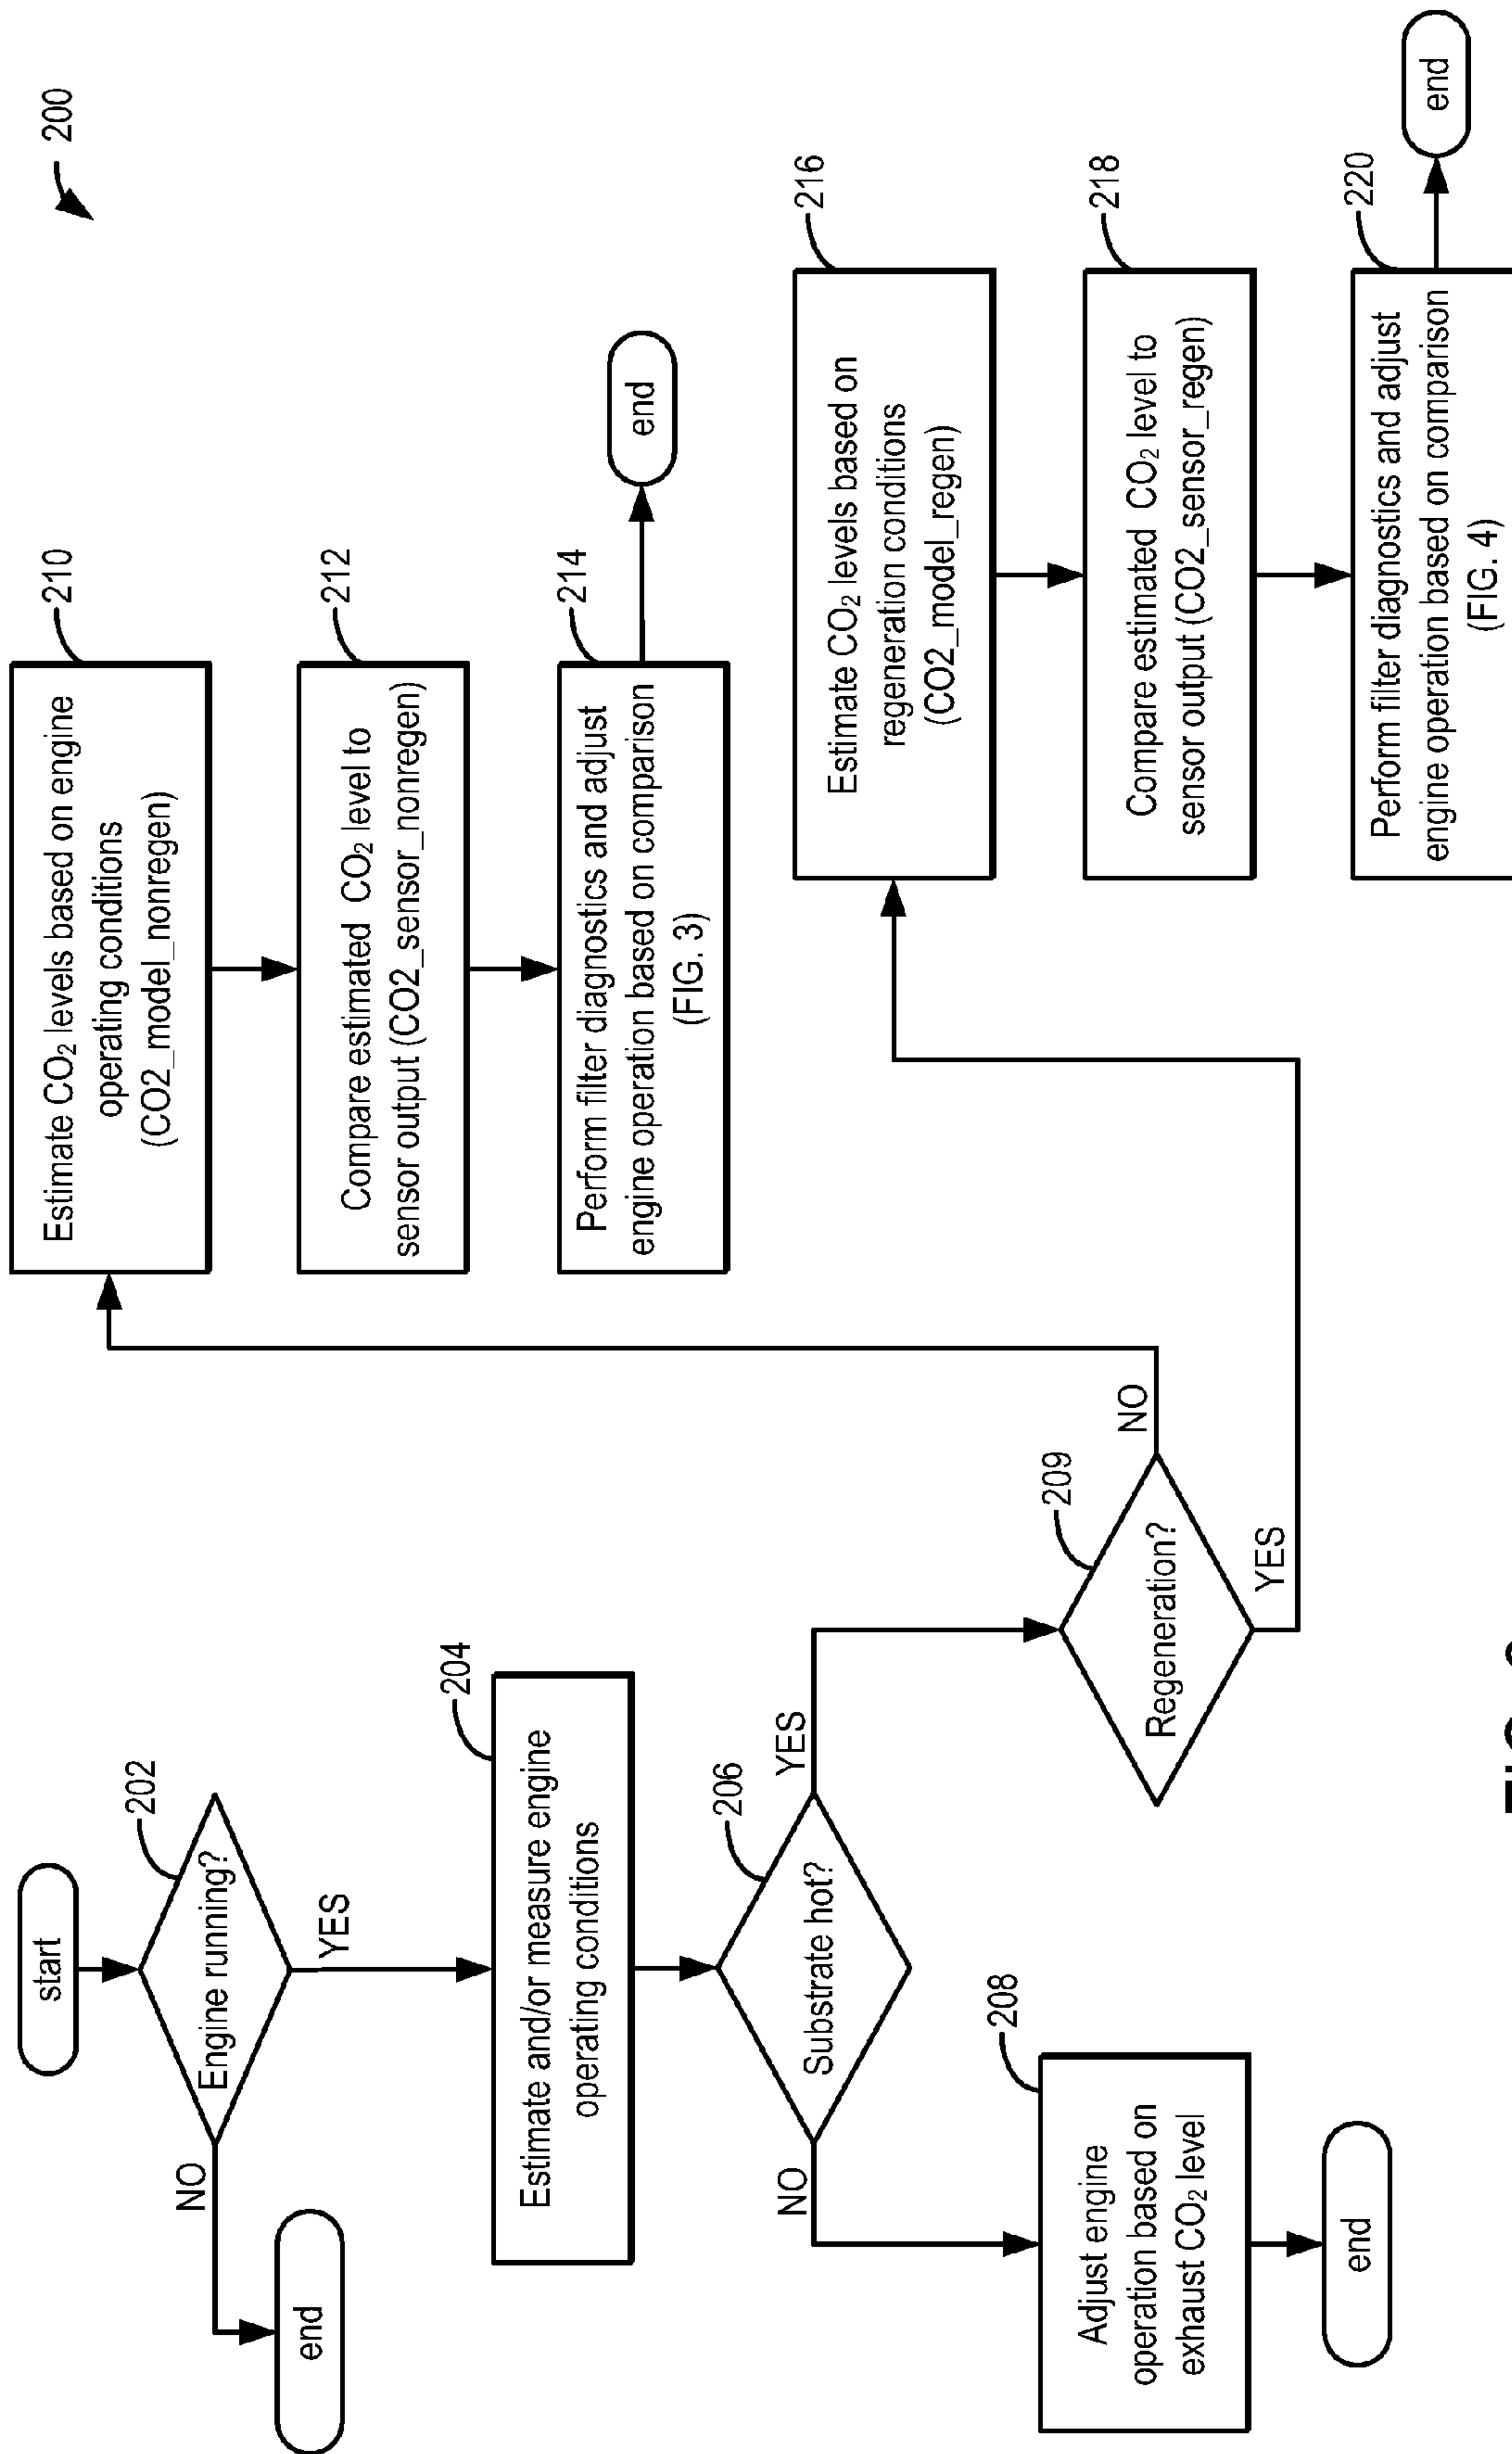 200
start
202
Engine running?
NO
YES
end
204
Estimate and/or measure engine
operating conditions
206
Substrate hot?
NO
YES
208
Adjust engine
operation based on
exhaust CO₂ level
end
209
Regeneration?
NO
YES
210
Estimate CO₂ levels based on engine
operating conditions
(CO2_model_nonregen)
212
Compare estimated CO₂ level to
sensor output (CO2_sensor_nonregen)
214
Perform filter diagnostics and adjust
engine operation based on comparison
(FIG. 3)
end
216
Estimate CO₂ levels based on
regeneration conditions
(CO2_model_regen)
218
Compare estimated CO₂ level to
sensor output (CO2_sensor_regen)
220
Perform filter diagnostics and adjust
engine operation based on comparison
(FIG. 4)
end